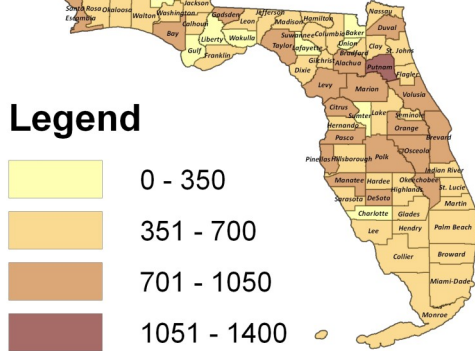 Jackson
Nassau
Santa Rosa Okaloosa Walton Washington Gadsden Jefferson Madison Hamilton
Escambia Calhoun Leon Baker Duval
Bay Liberty Wakulla Taylor Suwannee Columbia Union Clay St. Johns
Gulf Franklin Lafayette Bradford
Gilchrist Alachua Putnam
Dixie Flagler
Levy Marion Volusia
Citrus Lake
Sumter Seminole
Hernando Orange
Pasco Brevard
Pinellas Hillsborough Polk Osceola
Indian River
Manatee Hardee Okeechobee
Highlands St. Lucie
Sarasota DeSoto Martin
Charlotte Glades
Lee Hendry Palm Beach
Collier Broward
Miami-Dade
Monroe
Legend
0 - 350
351 - 700
701 - 1050
1051 - 1400